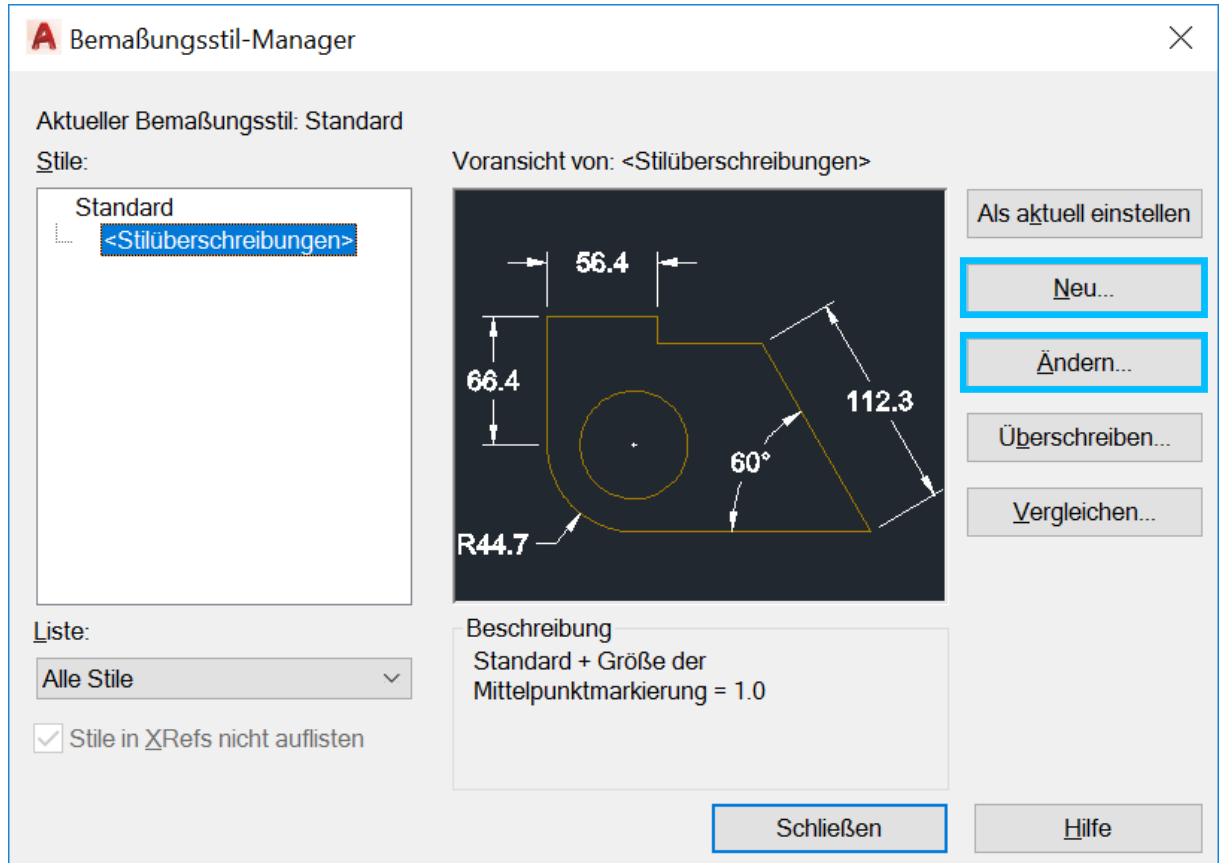 Bemaßungsstil-Manager
Aktueller Bemaßungsstil: Standard
Stile:
Standard
<Stilüberschreibungen>
Voransicht von: <Stilüberschreibungen>
56.4
66.4
112.3
60°
R44.7
Als aktuell einstellen
Neu...
Ändern...
Überschreiben...
Vergleichen...
Liste:
Alle Stile
Stile in XRefs nicht auflisten
Beschreibung
Standard + Größe der
Mittelpunktmarkierung = 1.0
Schließen
Hilfe